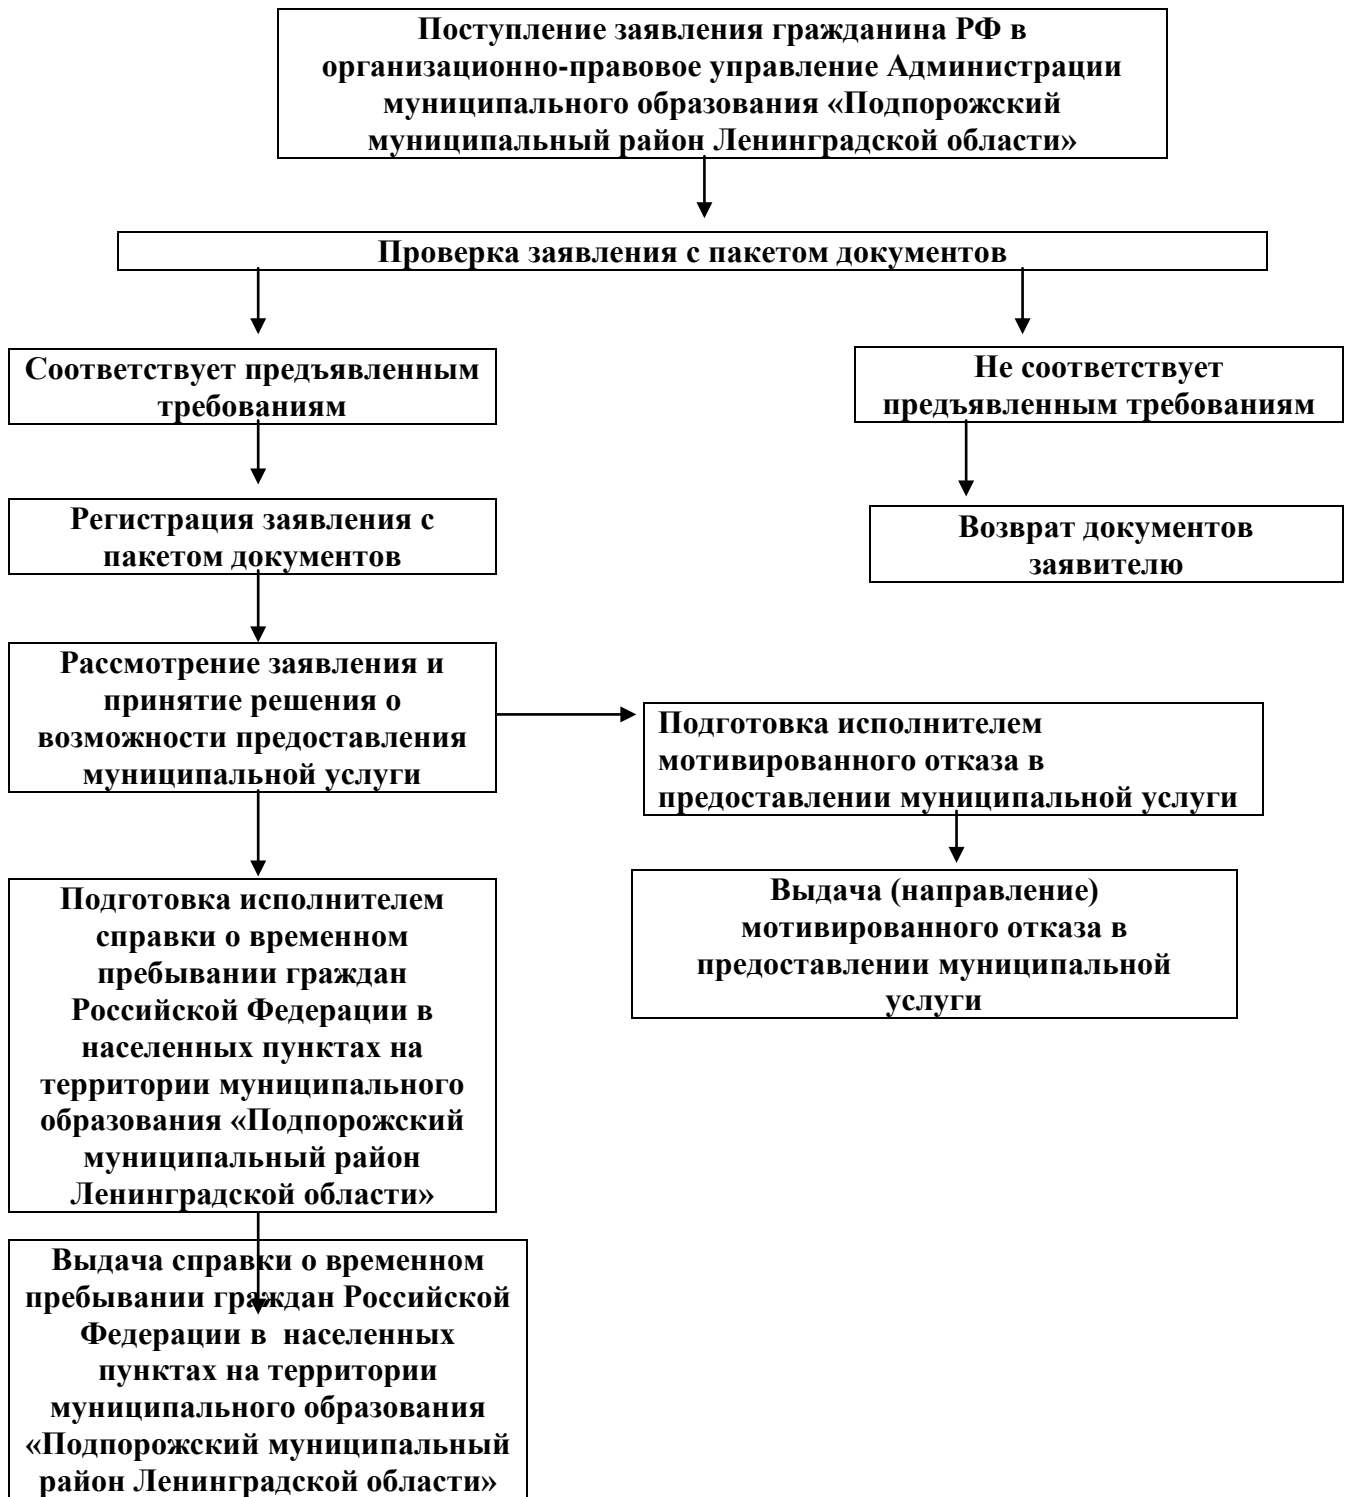 Поступление заявления гражданина РФ в
организационно-правовое управление Администрации
муниципального образования «Подпорожский
муниципальный район Ленинградской области»
Проверка заявления с пакетом документов
Соответствует предъявленным
требованиям
Не соответствует
предъявленным требованиям
Регистрация заявления с
пакетом документов
Возврат документов
заявителю
Рассмотрение заявления и
принятие решения о
возможности предоставления
муниципальной услуги
Подготовка исполнителем
мотивированного отказа в
предоставлении муниципальной услуги
Выдача (направление)
мотивированного отказа в
предоставлении муниципальной
услуги
Подготовка исполнителем
справки о временном
пребывании граждан
Российской Федерации в
населенных пунктах на
территории муниципального
образования «Подпорожский
муниципальный район
Ленинградской области»
Выдача справки о временном
пребывании граждан Российской
Федерации в  населенных
пунктах на территории
муниципального образования
«Подпорожский муниципальный
район Ленинградской области»